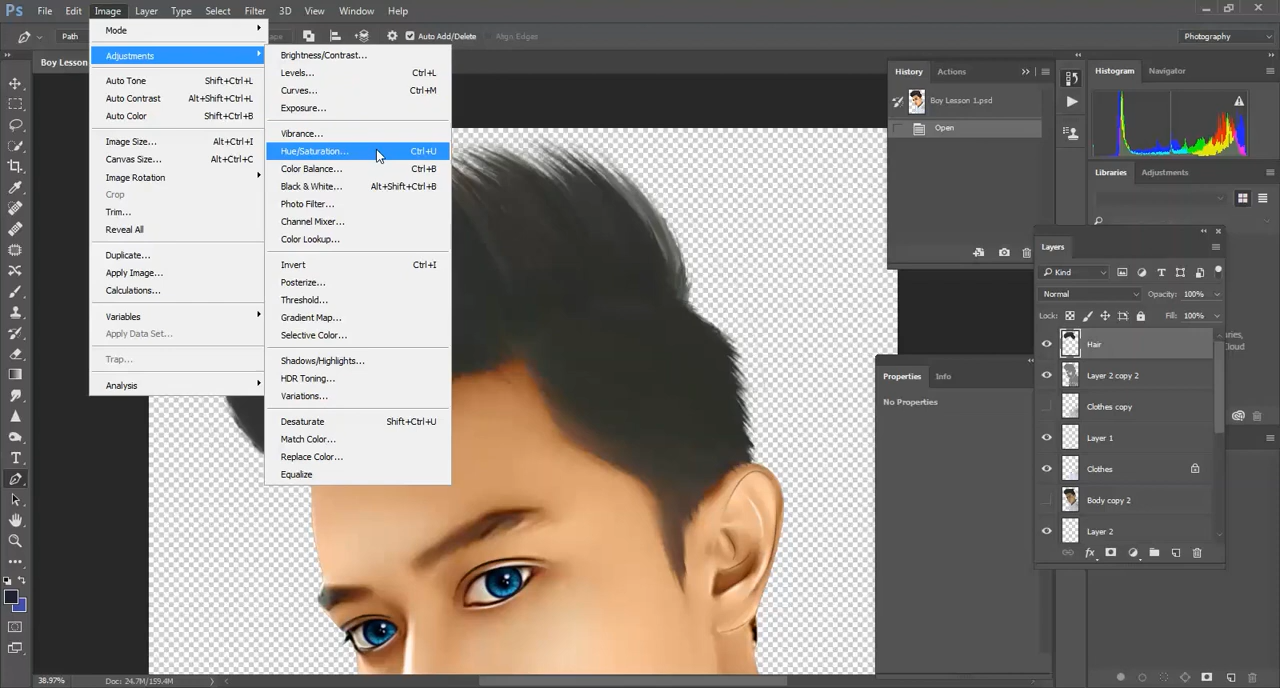 Ps File Edit Image Layer Type Select Filter 3D View Window Help
Path Auto Add/Delete Align Edges Photography
Boy Lesson
Mode
Adjustments
Auto Tone Shift+Ctrl+L
Auto Contrast Alt+Shift+Ctrl+L
Auto Color Shift+Ctrl+B
Image Size... Alt+Ctrl+I
Canvas Size... Alt+Ctrl+C
Image Rotation
Crop
Trim...
Reveal All
Duplicate...
Apply Image...
Calculations...
Variables
Apply Data Set...
Trap...
Analysis
Brightness/Contrast...
Levels... Ctrl+L
Curves... Ctrl+M
Exposure...
Vibrance...
Hue/Saturation... Ctrl+U
Color Balance... Ctrl+B
Black & White... Alt+Shift+Ctrl+B
Photo Filter...
Channel Mixer...
Color Lookup...
Invert Ctrl+I
Posterize...
Threshold...
Gradient Map...
Selective Color...
Shadows/Highlights...
HDR Toning...
Variations...
Desaturate Shift+Ctrl+U
Match Color...
Replace Color...
Equalize
History Actions
Boy Lesson 1.psd
Open
Histogram Navigator
Libraries Adjustments
Layers
Kind
Normal Opacity: 100%
Lock: Fill: 100%
Hair
Layer 2 copy 2
Clothes copy
Layer 1
Clothes
Body copy 2
Layer 2
Properties Info
No Properties
38.97% Doc: 24.7M/159.4M